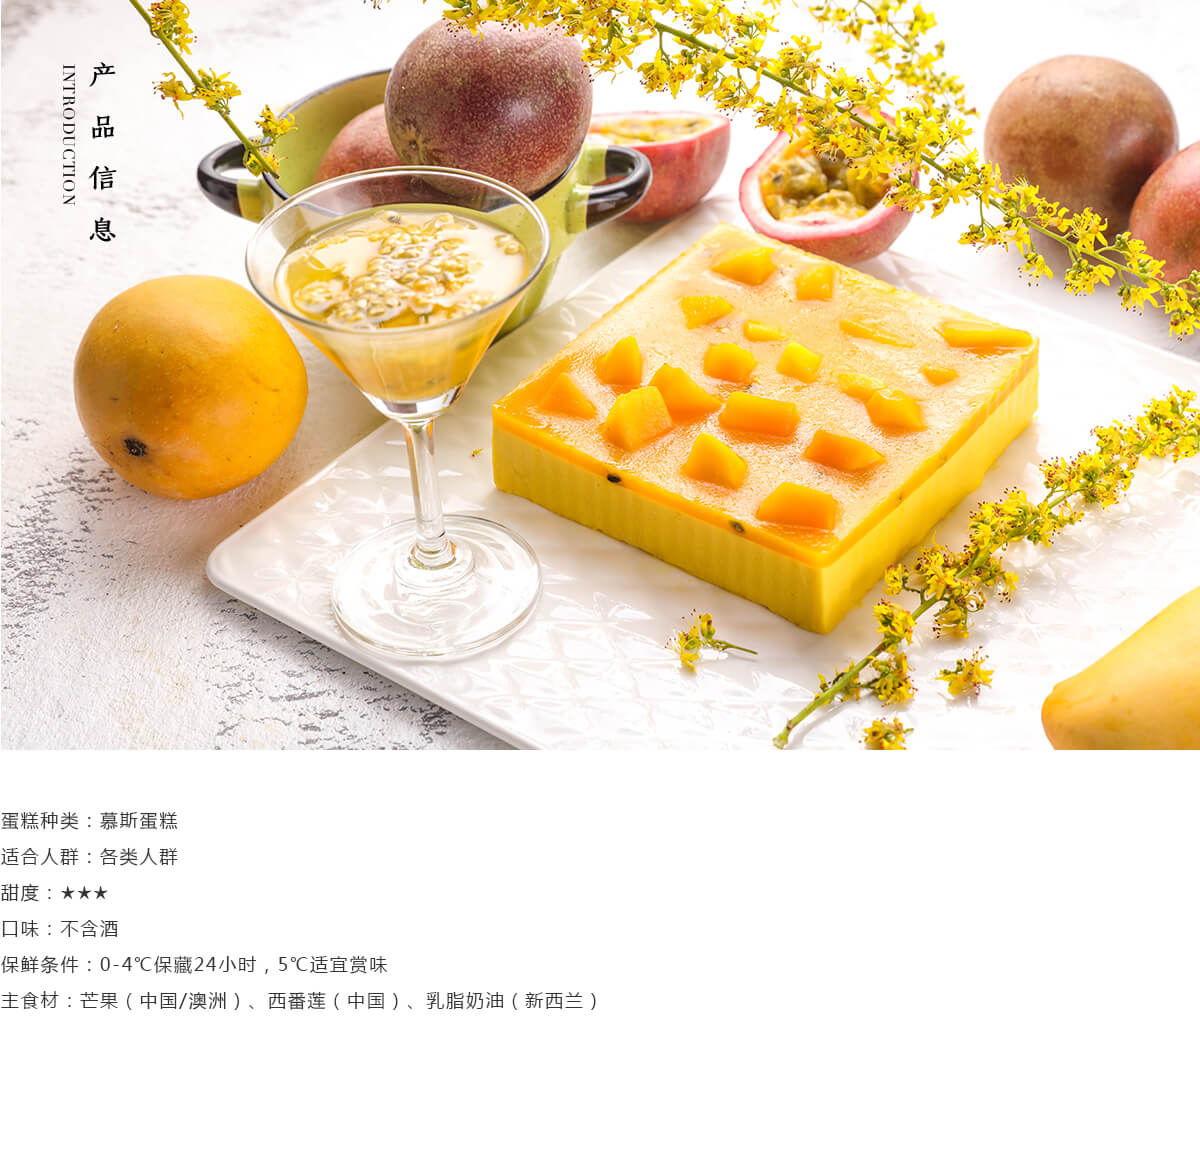 产品信息
INTRODUCTION
蛋糕种类：慕斯蛋糕
适合人群：各类人群
甜度：★★★
口味：不含酒
保鲜条件：0-4℃保藏24小时，5℃适宜赏味
主食材：芒果（中国/澳洲）、西番莲（中国）、乳脂奶油（新西兰）